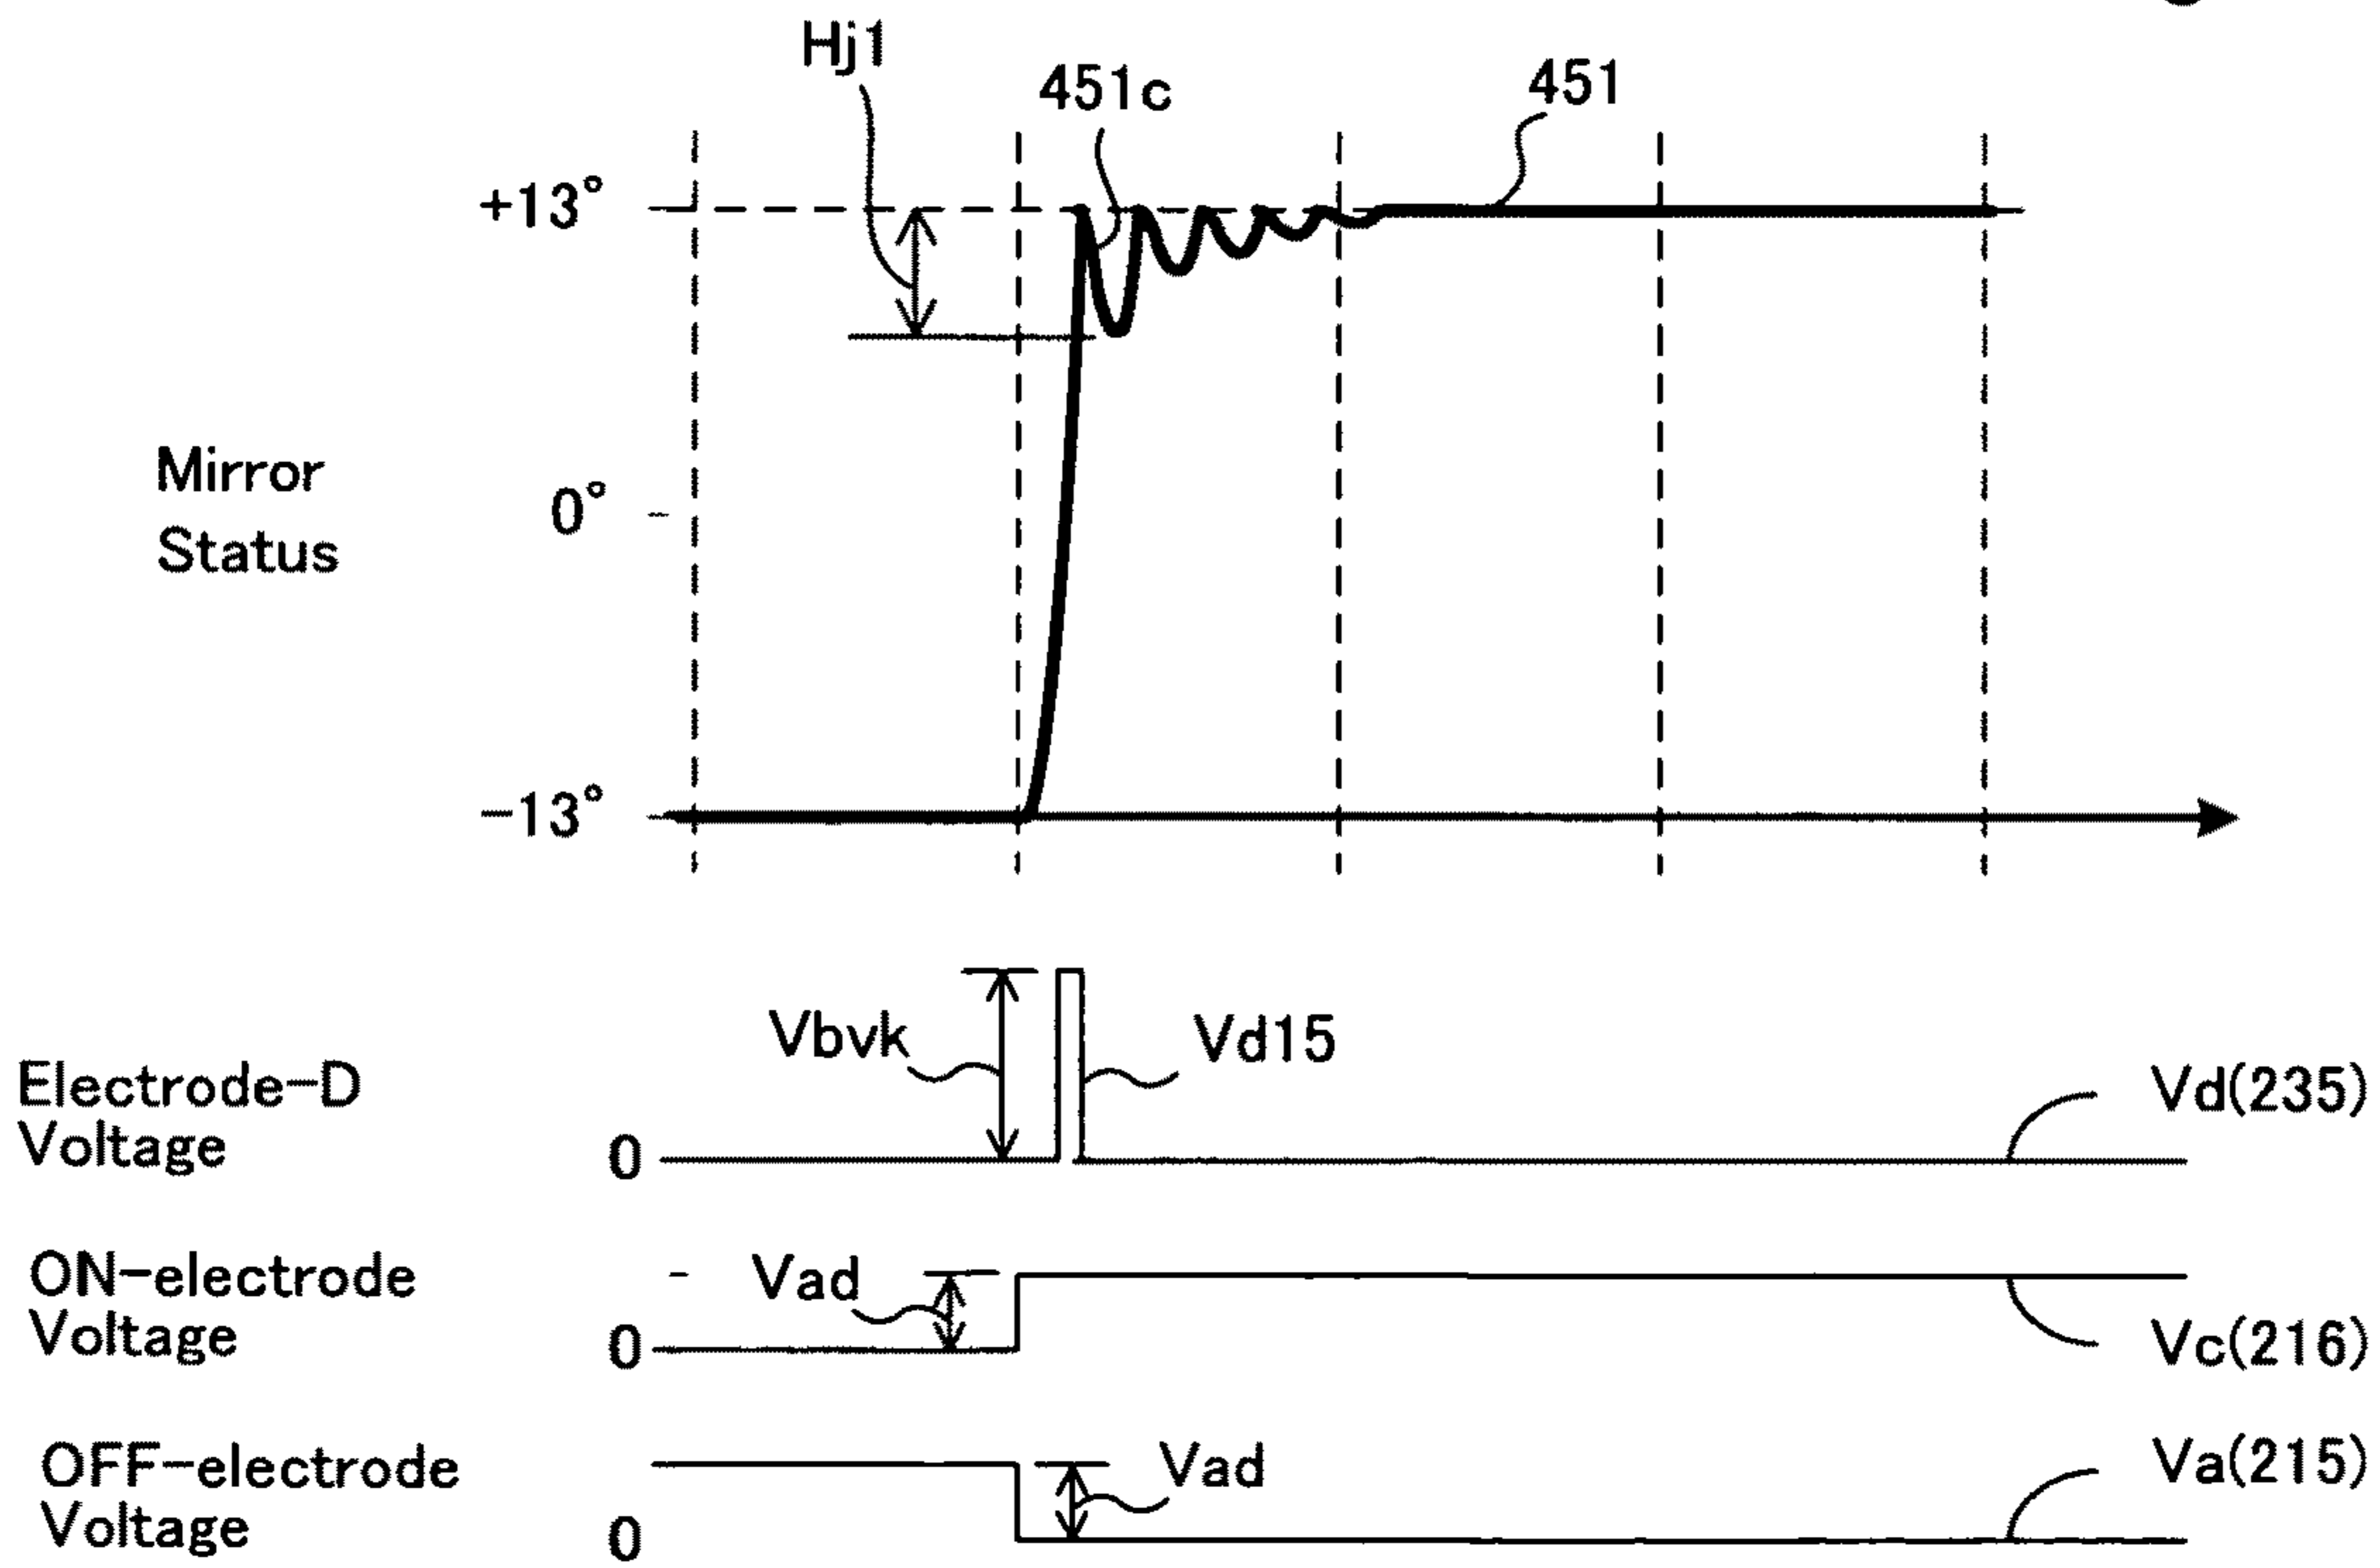 Hj1
451c
451
+13°
Mirror
Status
0°
−13°
Vbvk
Vd15
Electrode−D
Voltage
0
Vd(235)
ON−electrode
Voltage
Vad
0
Vc(216)
OFF−electrode
Voltage
Vad
0
Va(215)